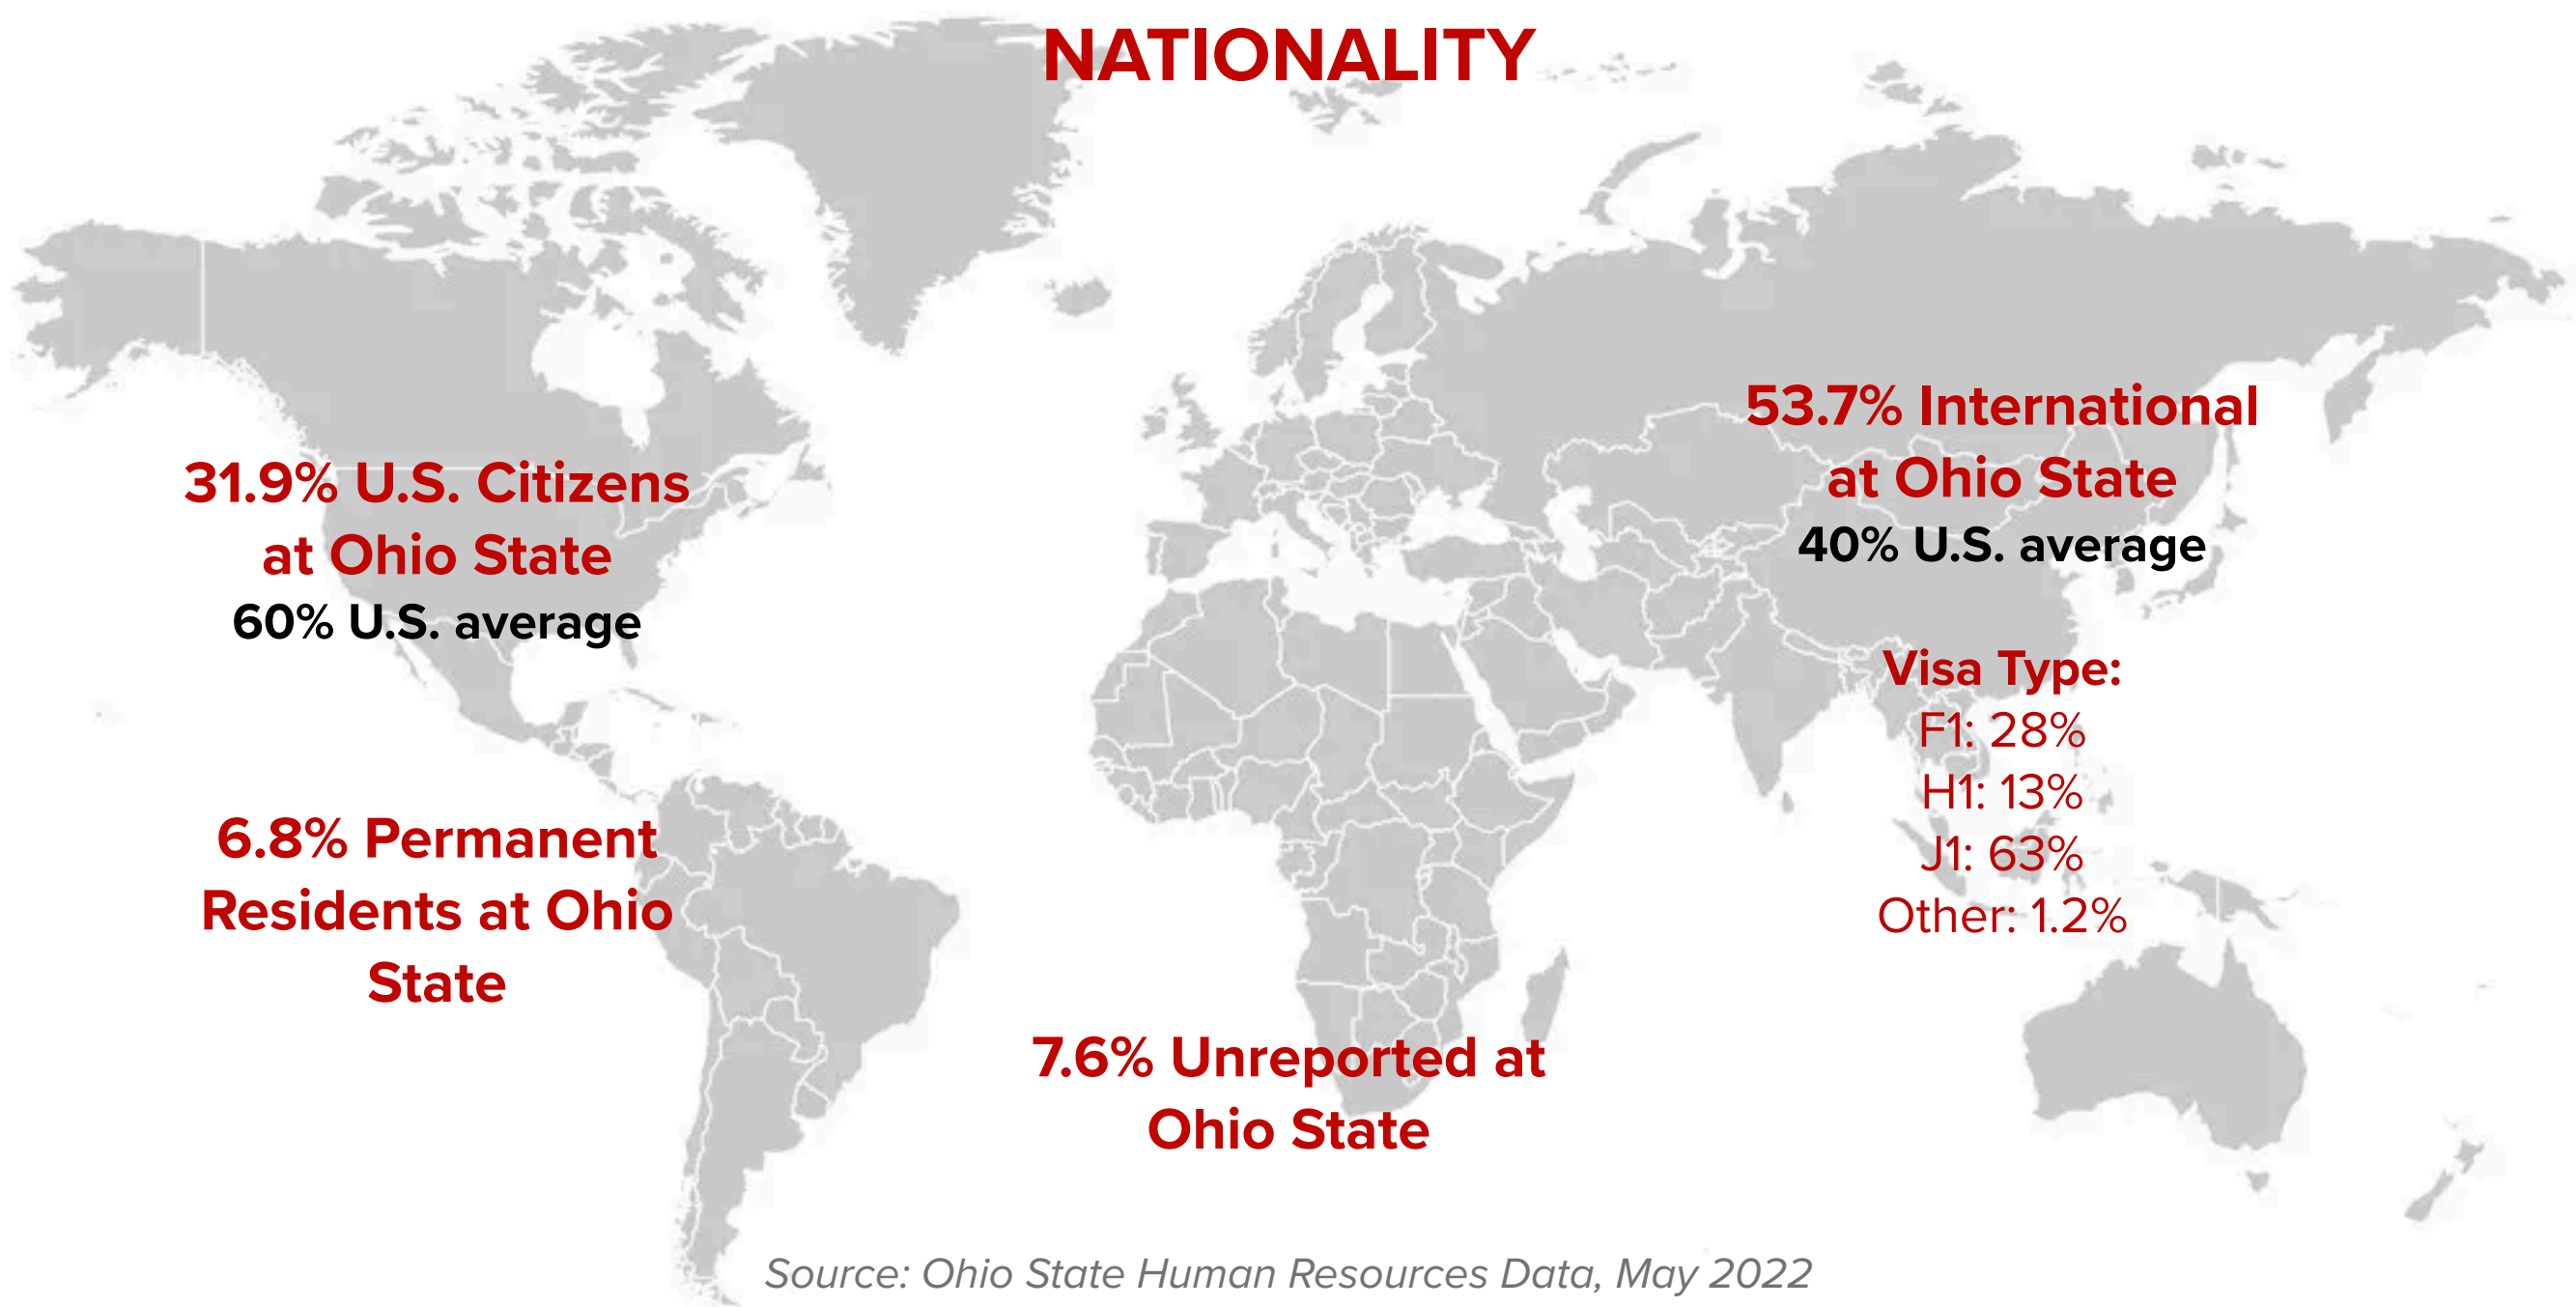 NATIONALITY
31.9% U.S. Citizens
at Ohio State
60% U.S. average
53.7% International
at Ohio State
40% U.S. average
Visa Type:
F1: 28%
H1: 13%
J1: 63%
Other: 1.2%
6.8% Permanent
Residents at Ohio
State
7.6% Unreported at
Ohio State
Source: Ohio State Human Resources Data, May 2022